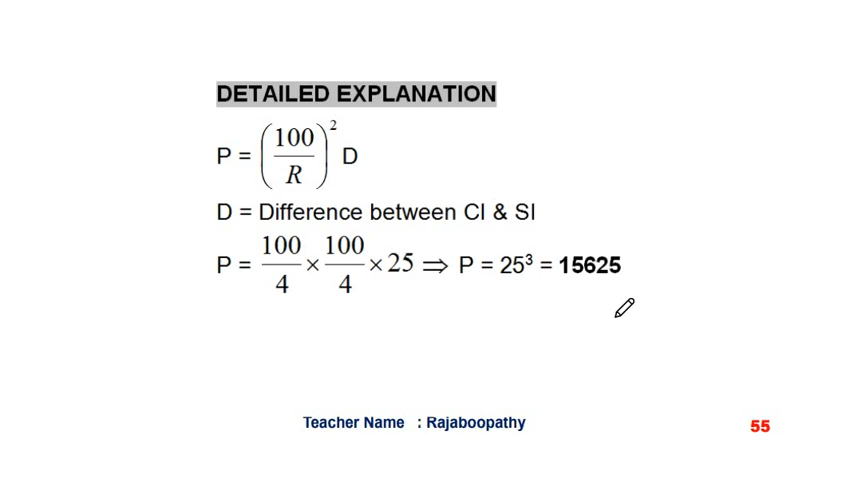 DETAILED EXPLANATION
P = (100/R)² D
D = Difference between CI & SI
P = 100/4 × 100/4 × 25 ⇒ P = 25³ = 15625
Teacher Name : Rajaboopathy
55